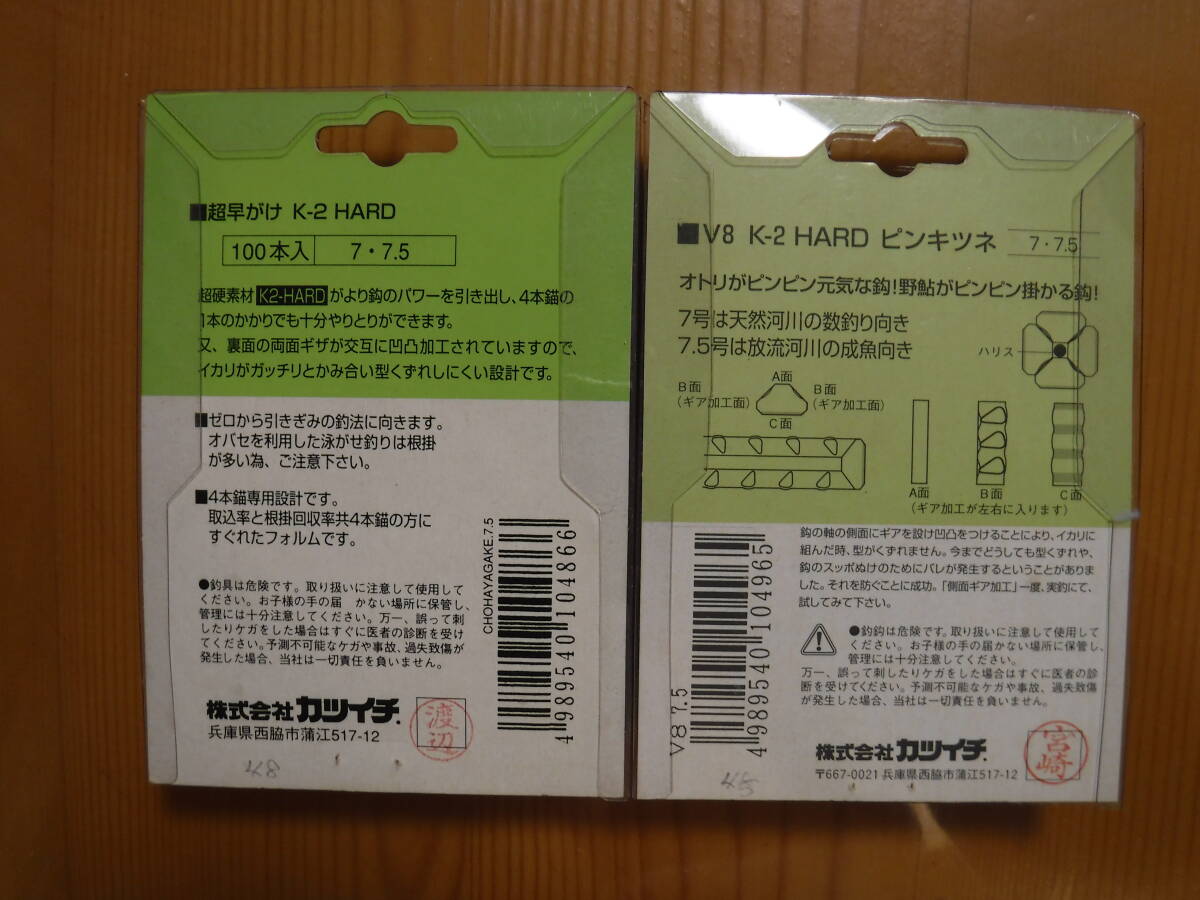 ■超早がけ K-2 HARD
100本入 7・7.5
超硬素材K2-HARDがより鈎のパワーを引き出し、4本錨の
1本のかかりでも十分やりとりができます。
又、裏面の両面ギザが交互に凹凸加工されていますので、
イカリがガッチリとかみ合い型くずれしにくい設計です。
■ゼロから引きぎみの釣法に向きます。
オバセを利用した泳がせ釣りは根掛
が多い為、ご注意下さい。
■4本錨専用設計です。
取込率と根掛回収率共4本錨の方に
すぐれたフォルムです。
●釣具は危険です。取り扱いに注意して使用して
ください。お子様の手の届 かない場所に保管し、
管理には十分注意してください。万一、誤って刺
したりケガをした場合はすぐに医者の診断を受け
てください。予測不可能なケガや事故、過失致傷が
発生した場合、当社は一切責任を負いません。
株式会社 カツイチ.
兵庫県西脇市蒲江517-12
渡辺
CHOHAYAGAKE.7.5
4989540104866
■V8 K-2 HARD ピンキツネ 7・7.5
オトリがピンピン元気な鈎!野鮎がピンピン掛かる鈎!
7号は天然河川の数釣り向き
7.5号は放流河川の成魚向き
ハリス
A面
B面
(ギア加工面)
B面
(ギア加工面)
C面
A面
B面
C面
(ギア加工が左右に入ります)
鈎の軸の側面にギアを設け凹凸をつけることにより、イカリに
組んだ時、型がくずれません。今までどうしても型くずれや、
鈎のスッポぬけのためにバレが発生するということがありま
した。それを防ぐことに成功。「側面ギア加工」一度、実釣にて、
試してみて下さい。
●釣鈎は危険です。取り扱いに注意して使用して
ください。お子様の手の届かない場所に保管し、
管理には十分注意してください。
万一、誤って刺したりケガをした場合はすぐに医者の診
断を受けてください。予測不可能なケガや事故、過失致傷
が発生した場合、当社は一切責任を負いません。
株式会社 カツイチ.
〒667-0021 兵庫県西脇市蒲江517-12
宮崎
V8 7.5
4989540104965